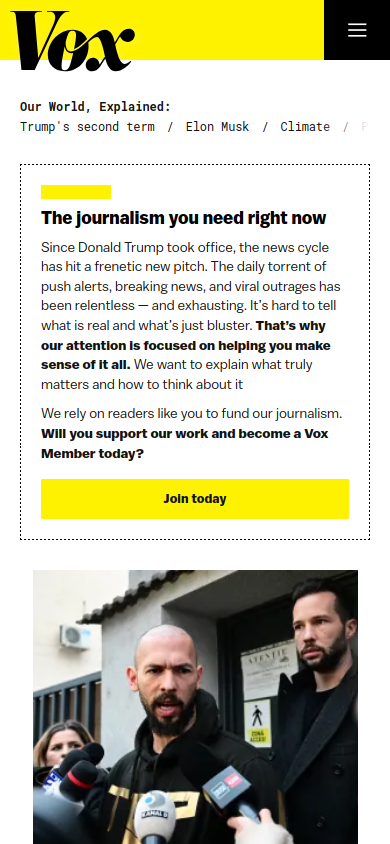 Vox
Our World, Explained:
Trump's second term / Elon Musk / Climate /
The journalism you need right now
Since Donald Trump took office, the news cycle
has hit a frenetic new pitch. The daily torrent of
push alerts, breaking news, and viral outrages has
been relentless — and exhausting. It's hard to tell
what is real and what's just bluster. That's why
our attention is focused on helping you make
sense of it all. We want to explain what truly
matters and how to think about it
We rely on readers like you to fund our journalism.
Will you support our work and become a Vox
Member today?
Join today
ATENȚIE
ZONĂ
ACCES
KANAL D